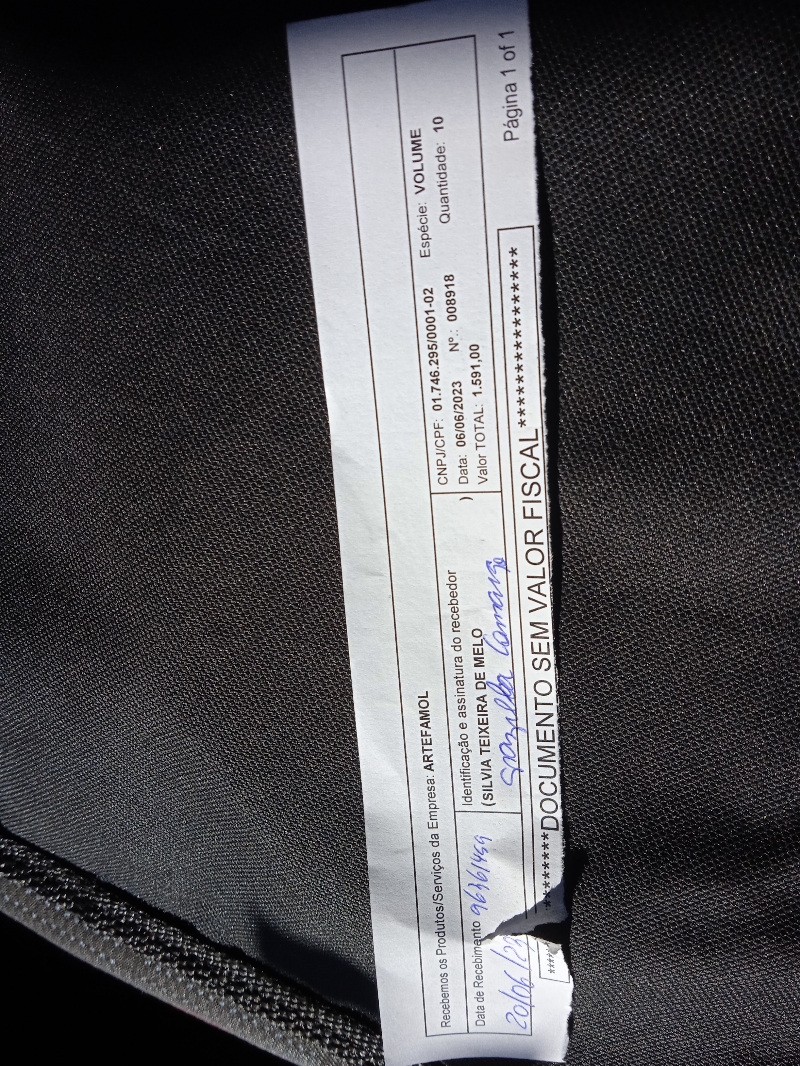 Recebemos os Produtos/Serviços da Empresa: ARTEFAMOL
Data de Recebimento
20/06/23
Identificação e assinatura do recebedor
(SILVIA TEIXEIRA DE MELO )
CNPJ/CPF: 01.746.295/0001-02 Espécie: VOLUME
Data: 06/06/2023 Nº.: 008918 Quantidade: 10
Valor TOTAL: 1.591,00
********DOCUMENTO SEM VALOR FISCAL*****************
Página 1 of 1